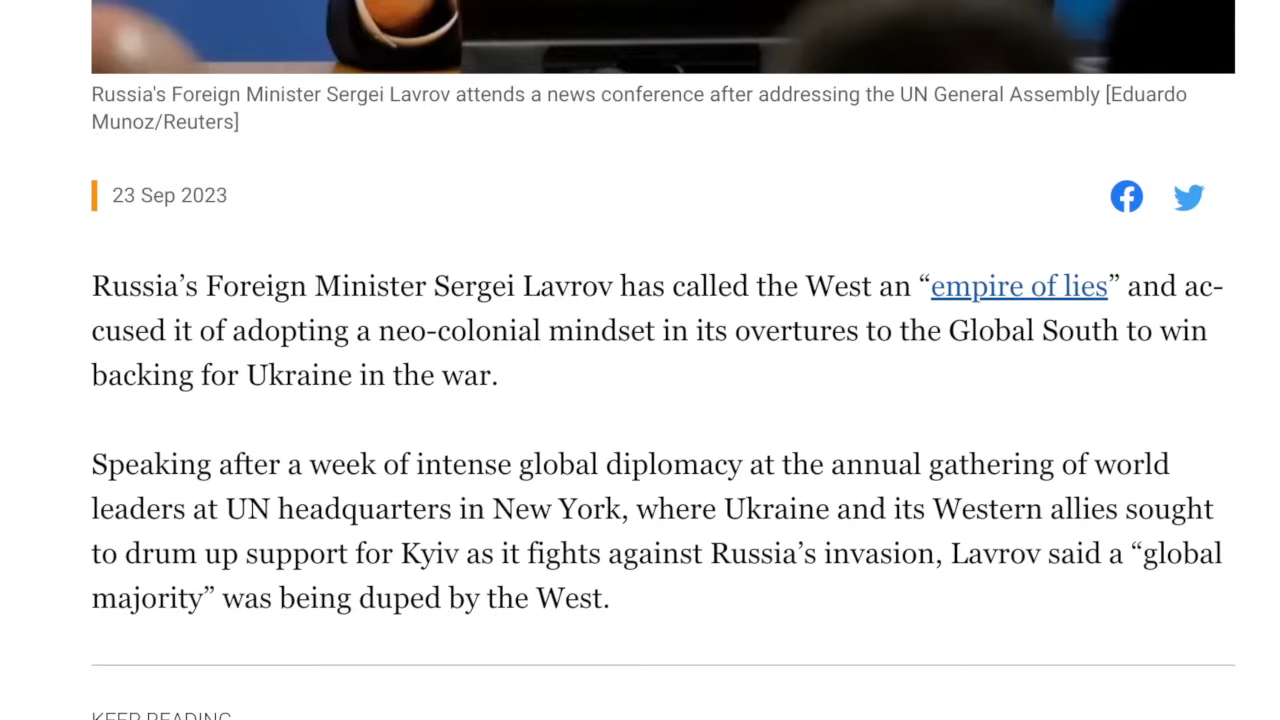 Russia's Foreign Minister Sergei Lavrov attends a news conference after addressing the UN General Assembly [Eduardo
Munoz/Reuters]
23 Sep 2023
Russia’s Foreign Minister Sergei Lavrov has called the West an “empire of lies” and ac-
cused it of adopting a neo-colonial mindset in its overtures to the Global South to win
backing for Ukraine in the war.
Speaking after a week of intense global diplomacy at the annual gathering of world
leaders at UN headquarters in New York, where Ukraine and its Western allies sought
to drum up support for Kyiv as it fights against Russia’s invasion, Lavrov said a “global
majority” was being duped by the West.
KEEP READING